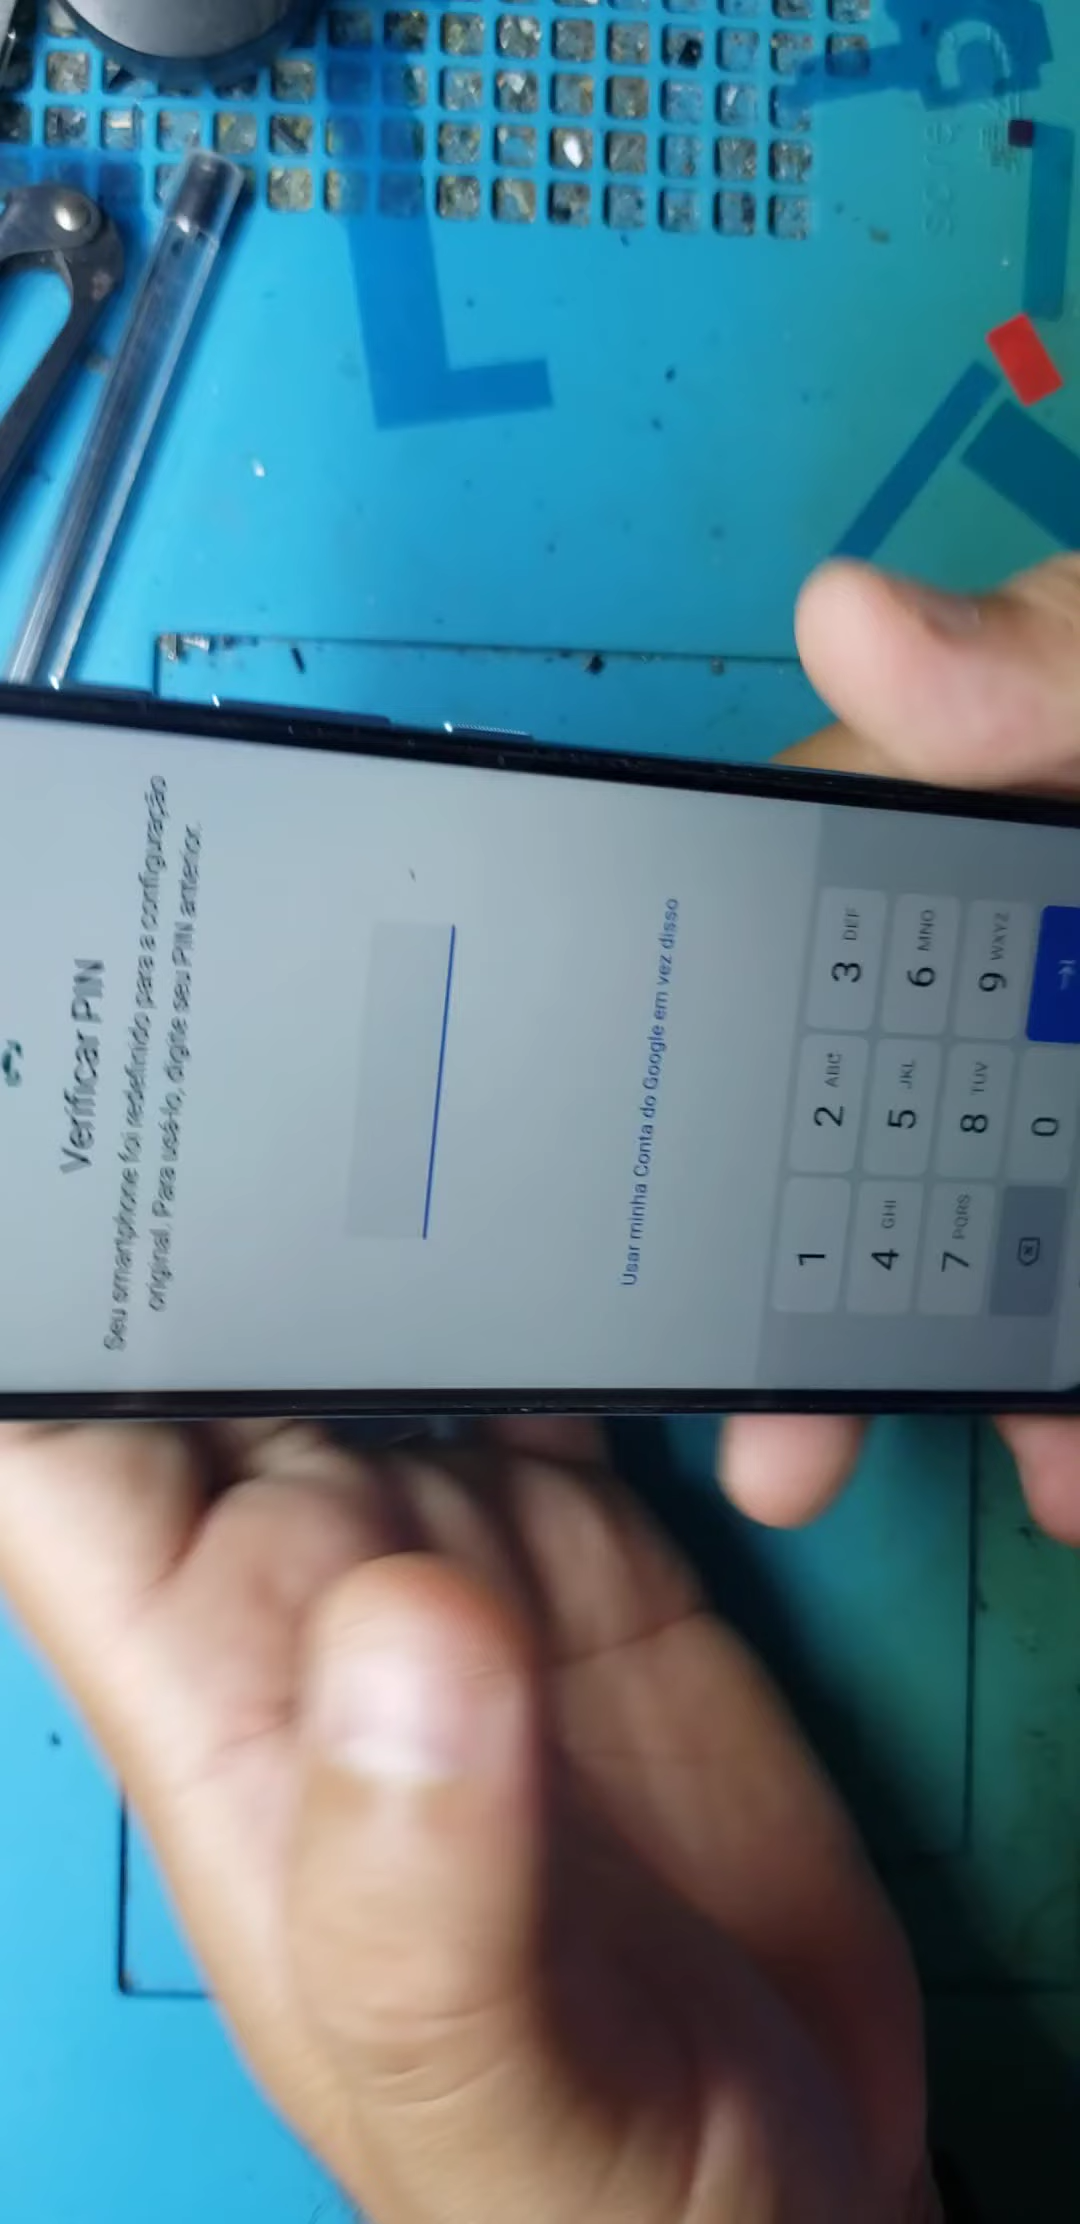 Verificar PIN
Seu smartphone foi redefinido para a configuração
original. Para usá-lo, digite seu PIN anterior.
Usar minha Conta do Google em vez disso
1 2 ABC 3 DEF
4 GHI 5 JKL 6 MNO
7 PQRS 8 TUV 9 WXYZ
0